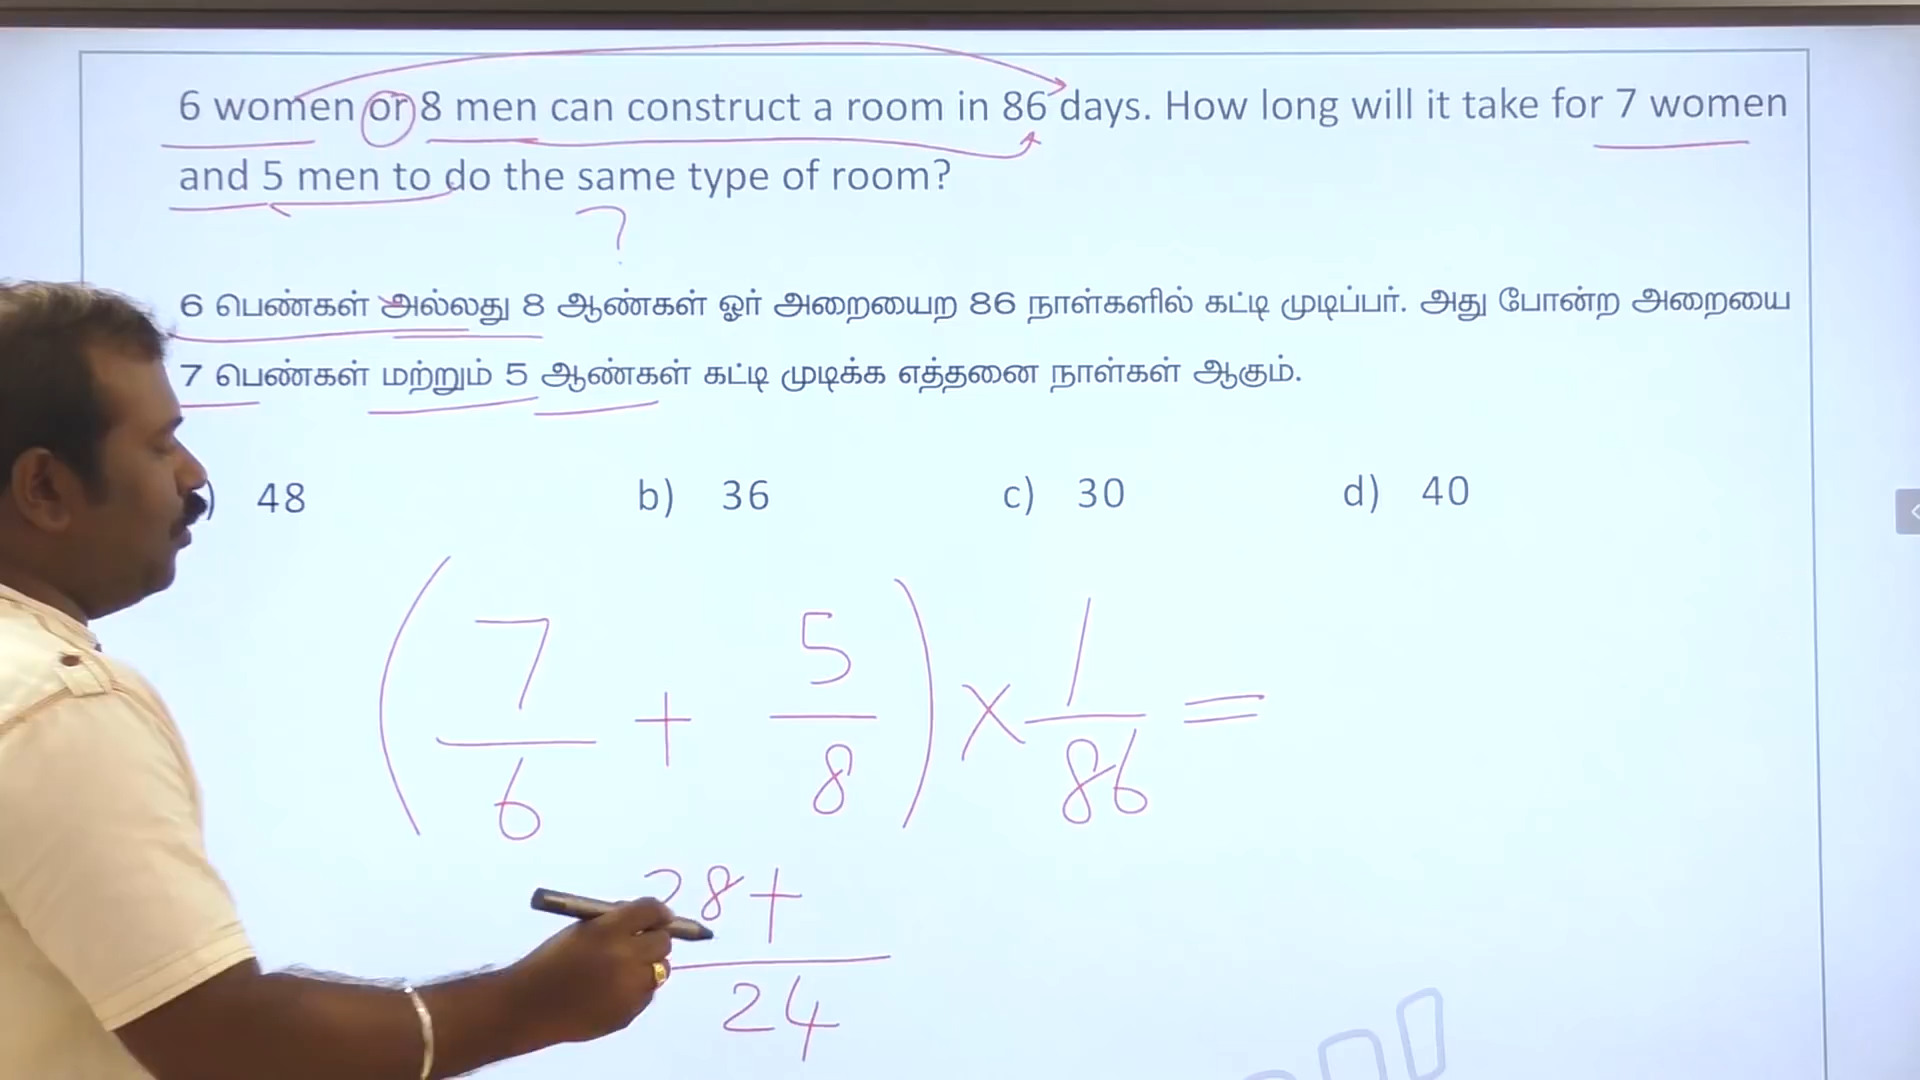 6 women or 8 men can construct a room in 86 days. How long will it take for 7 women
and 5 men to do the same type of room?
?
6 பெண்கள் அல்லது 8 ஆண்கள் ஓர் அறையைற 86 நாள்களில் கட்டி முடிப்பர். அது போன்ற அறையை
7 பெண்கள் மற்றும் 5 ஆண்கள் கட்டி முடிக்க எத்தனை நாள்கள் ஆகும்.
) 48 b) 36 c) 30 d) 40
(7/6 + 5/8) × 1/86 =
28+
24